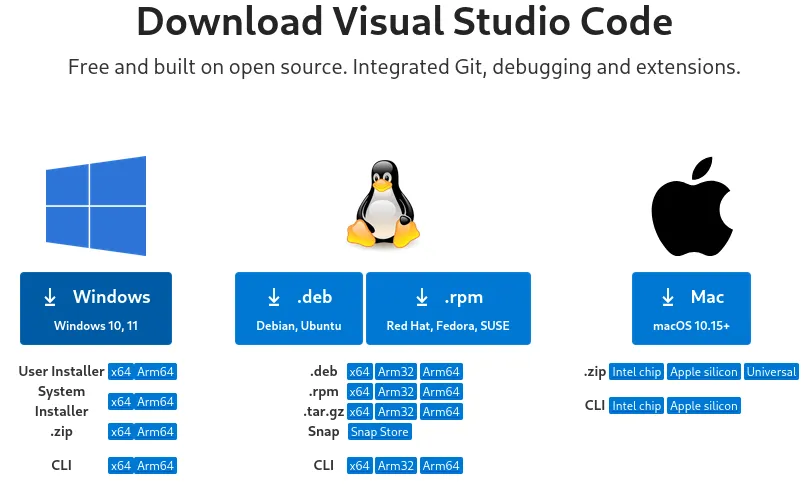 Download Visual Studio Code
Free and built on open source. Integrated Git, debugging and extensions.
Windows
Windows 10, 11
User Installer x64 Arm64
System
Installer x64 Arm64
.zip x64 Arm64
CLI x64 Arm64
.deb
Debian, Ubuntu
.rpm
Red Hat, Fedora, SUSE
.deb x64 Arm32 Arm64
.rpm x64 Arm32 Arm64
.tar.gz x64 Arm32 Arm64
Snap Snap Store
CLI x64 Arm32 Arm64
Mac
macOS 10.15+
.zip Intel chip Apple silicon Universal
CLI Intel chip Apple silicon